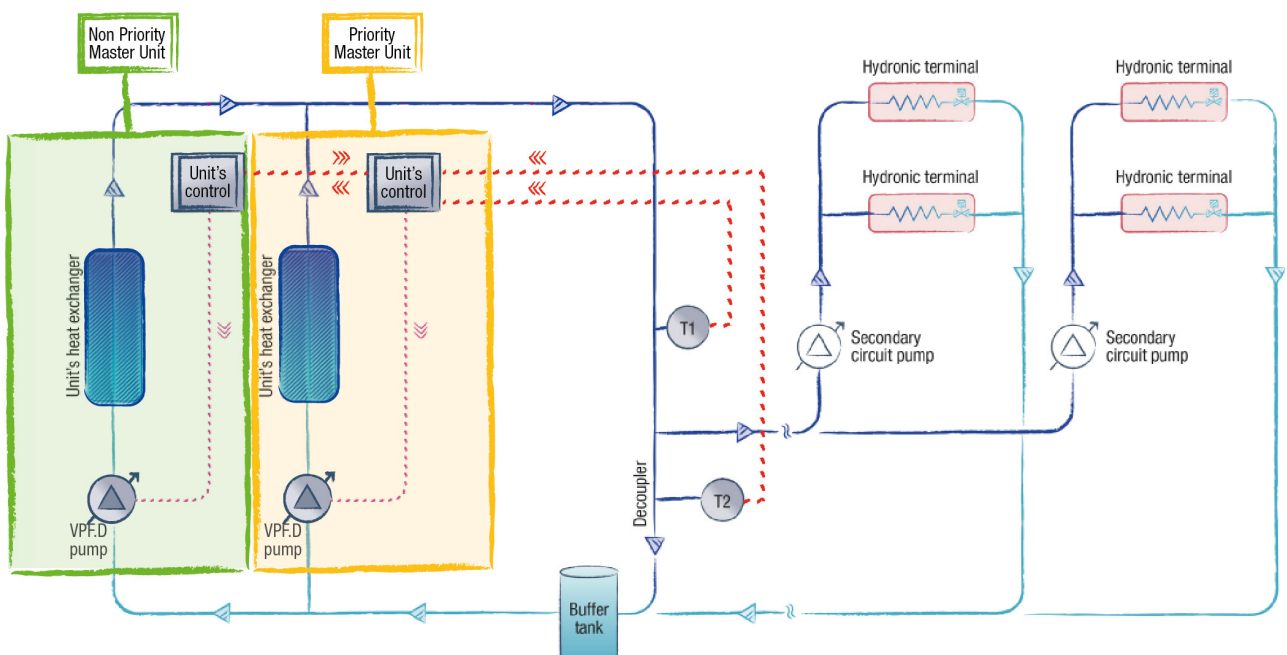 Non Priority
Master Unit
Priority
Master Unit
Hydronic terminal
Hydronic terminal
Unit's
control
Unit's
control
Hydronic terminal
Hydronic terminal
Unit's heat exchanger
Unit's heat exchanger
T1
Secondary
circuit pump
Secondary
circuit pump
Decoupler
T2
VPF.D
pump
VPF.D
pump
Buffer
tank